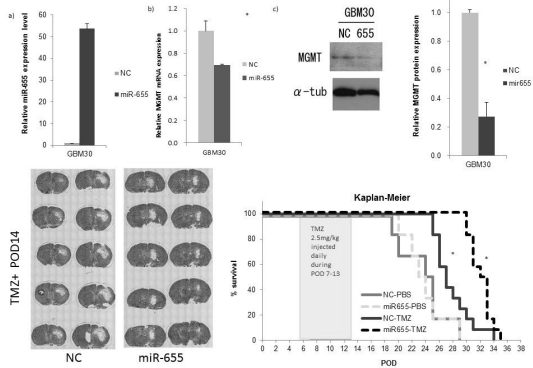 a)
Relative miR-655 expression level
60
50
40
30
20
10
0
NC
miR-655
GBM30
b)
Relative MGMT mRNA expression
1.2
1.0
0.8
0.6
0.4
0.2
0.0
*
NC
miR-655
GBM30
c)
GBM30
NC 655
MGMT
α-tub
Relative MGMT protein expression
1.0
0.8
0.6
0.4
0.2
0.0
*
NC
mir655
GBM30
TMZ+ POD14
NC
miR-655
Kaplan-Meier
% survival
100
90
80
70
60
50
40
30
20
10
0
TMZ
2.5mg/kg
injected
daily
during
POD 7-13
* *
NC-PBS
miR655-PBS
NC-TMZ
miR655-TMZ
0 2 4 6 8 10 12 14 16 18 20 22 24 26 28 30 32 34 36 38
POD